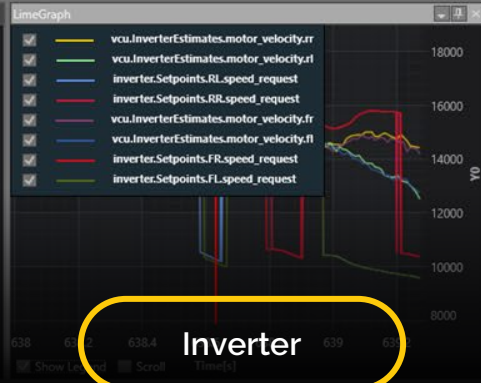 LimeGraph
vcu.InverterEstimates.motor_velocity.rr
vcu.InverterEstimates.motor_velocity.rl
inverter.Setpoints.RL.speed_request
inverter.Setpoints.RR.speed_request
vcu.InverterEstimates.motor_velocity.fr
vcu.InverterEstimates.motor_velocity.fl
inverter.Setpoints.FR.speed_request
inverter.Setpoints.FL.speed_request
18000
16000
14000
12000
10000
8000
Y0
638 638.4 639
Show Legend Scroll Time[s]
Inverter